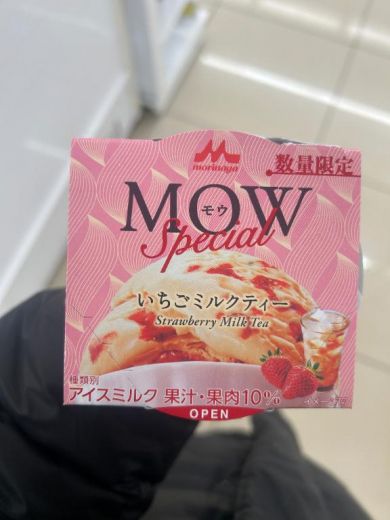 morinaga
数量限定
MOW
モウ
Special
いちごミルクティー
Strawberry Milk Tea
種類別
アイスミルク 果汁・果肉10%
イメージ図
OPEN